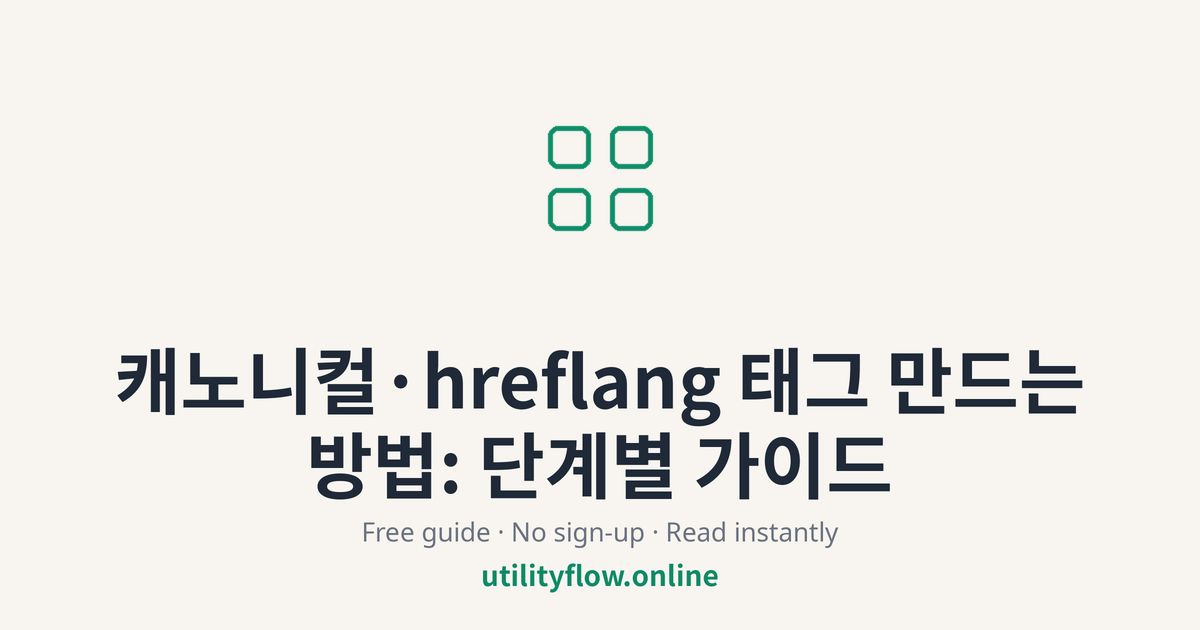 캐노니컬·hreflang 태그 만드는
방법: 단계별 가이드
Free guide · No sign-up · Read instantly
utilityflow.online